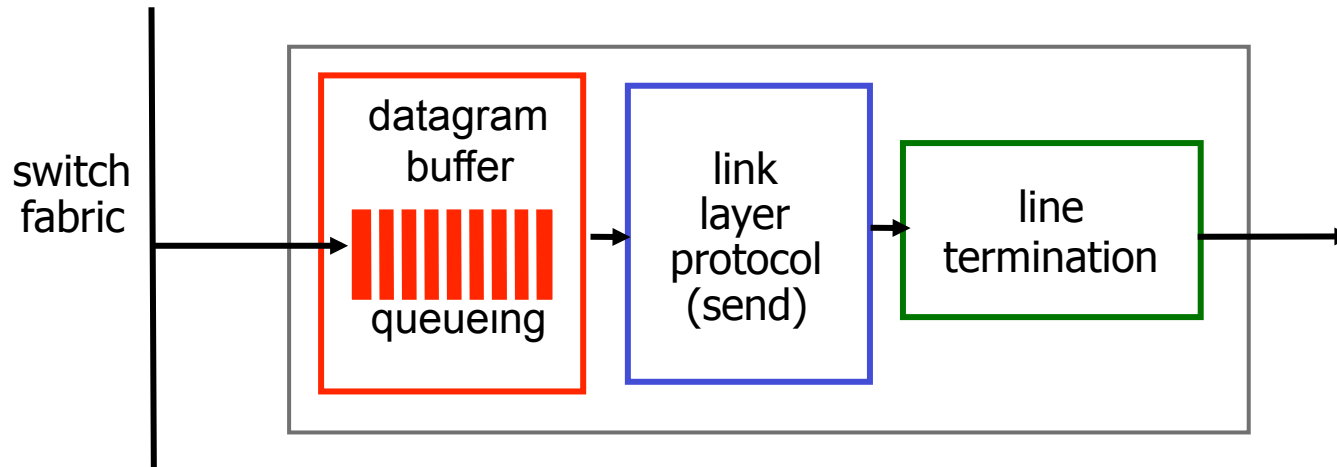 switch
fabric
datagram
buffer
queueing
link
layer
protocol
(send)
line
termination